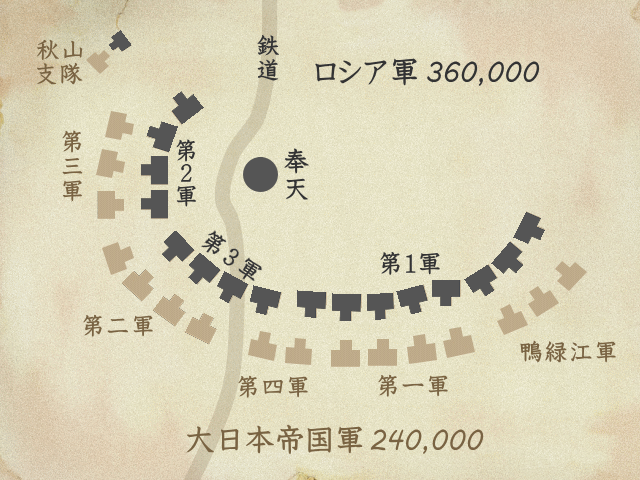 秋山
支隊
鉄道
ロシア軍 360,000
第三軍
第2軍
奉天
第3軍
第1軍
第二軍
鴨緑江軍
第四軍
第一軍
大日本帝国軍 240,000